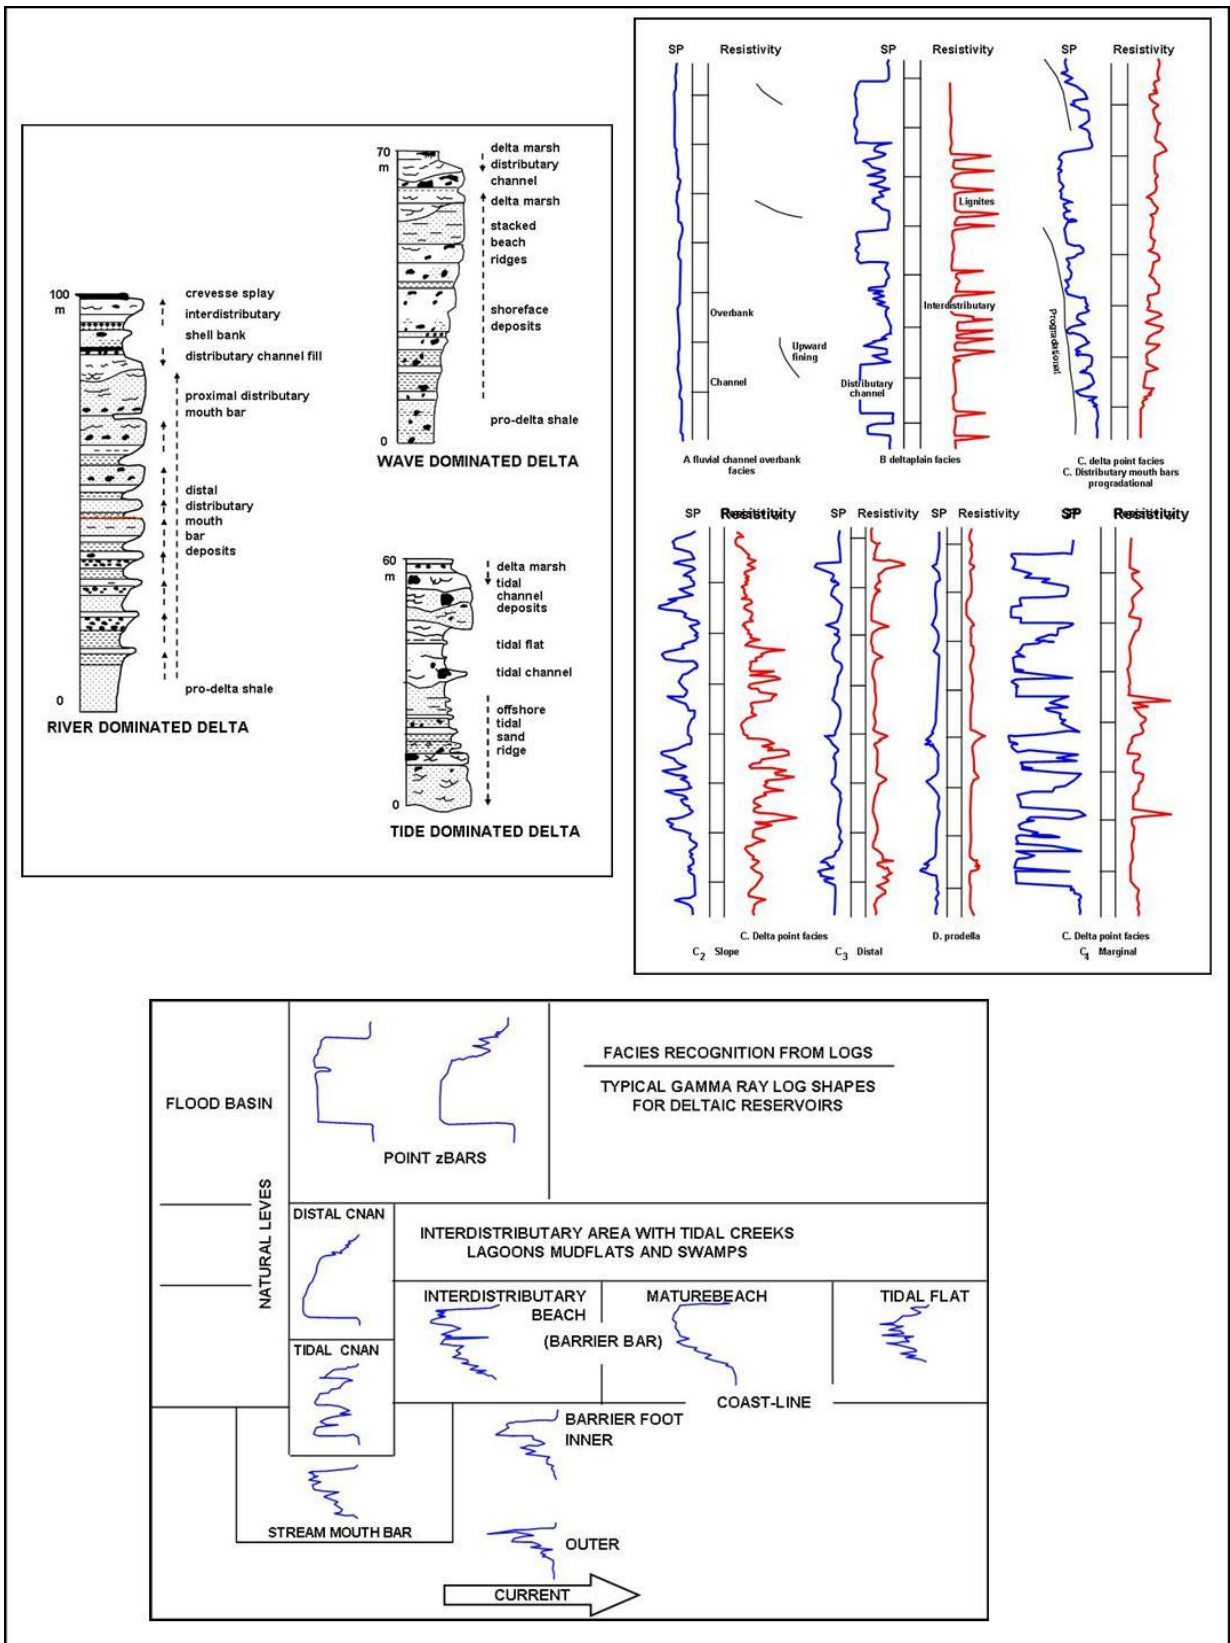 70
m
delta marsh
distributary
channel
delta marsh
stacked
beach
ridges
shoreface
deposits
pro-delta shale
0
WAVE DOMINATED DELTA
100
m
crevesse splay
interdistributary
shell bank
distributary channel fill
proximal distributary
mouth bar
distal
distributary
mouth
bar
deposits
pro-delta shale
0
RIVER DOMINATED DELTA
60
m
delta marsh
tidal
channel
deposits
tidal flat
tidal channel
offshore
tidal
sand
ridge
0
TIDE DOMINATED DELTA
SP Resistivity
Overbank
Upward
fining
Channel
A fluvial channel overbank
facies
SP Resistivity
Lignites
Interdistributary
Distributary
channel
B deltaplain facies
SP Resistivity
Progradational
C. delta point facies
C. Distributary mouth bars
progradational
SP Resistivity
C. Delta point facies
C2 Slope
SP Resistivity
C3 Distal
SP Resistivity
D. prodella
SP Resistivity
C. Delta point facies
C4 Marginal
FLOOD BASIN
NATURAL LEVES
POINT zBARS
FACIES RECOGNITION FROM LOGS
TYPICAL GAMMA RAY LOG SHAPES
FOR DELTAIC RESERVOIRS
DISTAL CNAN
INTERDISTRIBUTARY AREA WITH TIDAL CREEKS
LAGOONS MUDFLATS AND SWAMPS
TIDAL CNAN
INTERDISTRIBUTARY
BEACH
(BARRIER BAR)
MATUREBEACH
TIDAL FLAT
COAST-LINE
BARRIER FOOT
INNER
STREAM MOUTH BAR
OUTER
CURRENT